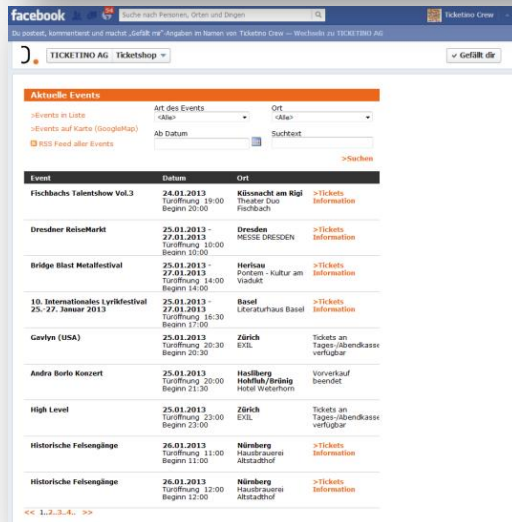 facebook
54
Suche nach Personen, Orten und Dingen
Ticketino Crew
Du postest, kommentierst und machst „Gefällt mir"-Angaben im Namen von Ticketino Crew — Wechseln zu TICKETINO AG
TICKETINO AG Ticketshop
Gefällt dir
Aktuelle Events
>Events in Liste
>Events auf Karte (GoogleMap)
RSS Feed aller Events
Art des Events
<Alle>
Ort
<Alle>
Ab Datum
Suchtext
>Suchen
Event Datum Ort
Fischbachs Talentshow Vol.3 24.01.2013 Küssnacht am Rigi >Tickets
Türöffnung 19:00 Theater Duo Information
Beginn 20:00 Fischbach
Dresdner ReiseMarkt 25.01.2013 - Dresden >Tickets
27.01.2013 MESSE DRESDEN Information
Türöffnung 10:00
Beginn 10:00
Bridge Blast Metalfestival 25.01.2013 - Herisau >Tickets
27.01.2013 Pontem - Kultur am Information
Türöffnung 14:00 Viadukt
Beginn 14:00
10. Internationales Lyrikfestival 25.01.2013 - Basel >Tickets
25.-27. Januar 2013 27.01.2013 Literaturhaus Basel Information
Türöffnung 16:30
Beginn 17:00
Gavlyn (USA) 25.01.2013 Zürich Tickets an
Türöffnung 20:30 EXIL Tages-/Abendkasse
Beginn 20:30 verfügbar
Andra Borlo Konzert 25.01.2013 Hasliberg Vorverkauf
Türöffnung 20:00 Hohfluh/Brünig beendet
Beginn 21:30 Hotel Weterhorn
High Level 25.01.2013 Zürich Tickets an
Türöffnung 23:00 EXIL Tages-/Abendkasse
Beginn 23:00 verfügbar
Historische Felsengänge 26.01.2013 Nürnberg >Tickets
Türöffnung 11:00 Hausbrauerei Information
Beginn 11:00 Altstadthof
Historische Felsengänge 26.01.2013 Nürnberg >Tickets
Türöffnung 12:00 Hausbrauerei Information
Beginn 12:00 Altstadthof
<< 1..2..3..4.. >>